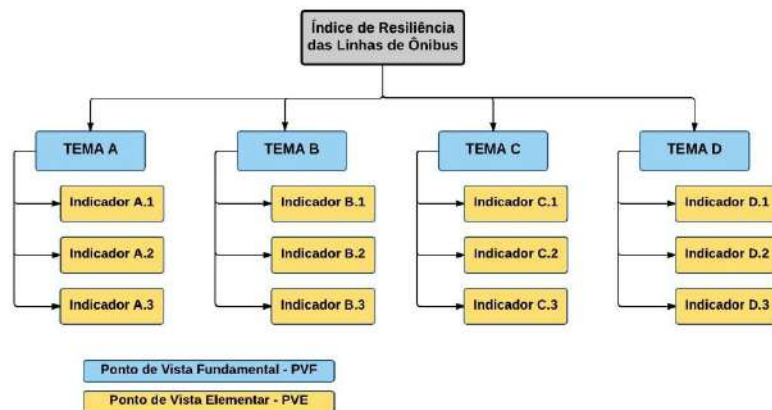 Índice de Resiliência
das Linhas de Ônibus
TEMA A
TEMA B
TEMA C
TEMA D
Indicador A.1
Indicador B.1
Indicador C.1
Indicador D.1
Indicador A.2
Indicador B.2
Indicador C.2
Indicador D.2
Indicador A.3
Indicador B.3
Indicador C.3
Indicador D.3
Ponto de Vista Fundamental - PVF
Ponto de Vista Elementar - PVE